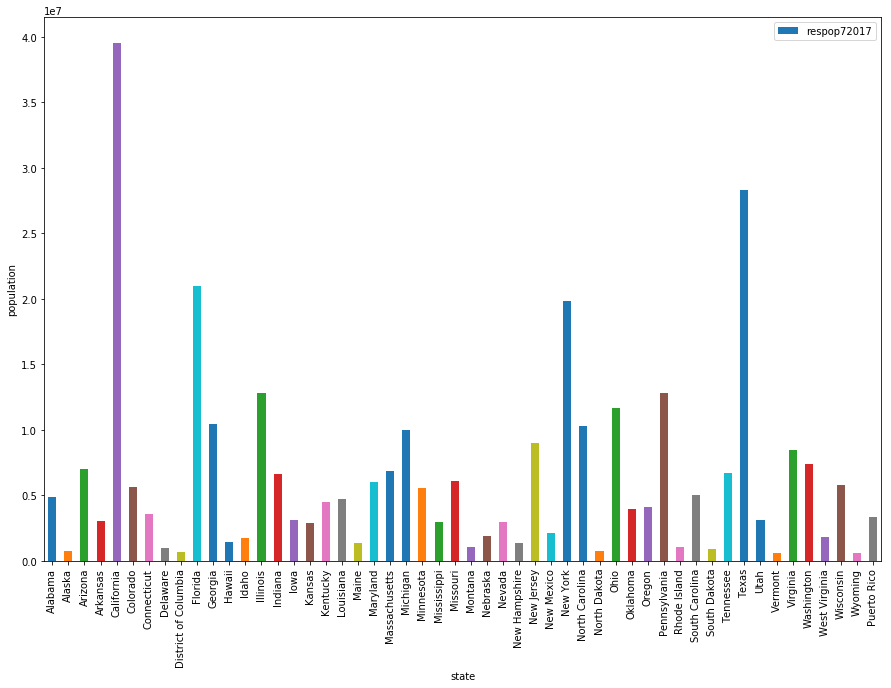 1e7
respop72017
4.0
3.5
3.0
2.5
2.0
1.5
1.0
0.5
0.0
population
Alabama
Alaska
Arizona
Arkansas
California
Colorado
Connecticut
Delaware
District of Columbia
Florida
Georgia
Hawaii
Idaho
Illinois
Indiana
Iowa
Kansas
Kentucky
Louisiana
Maine
Maryland
Massachusetts
Michigan
Minnesota
Mississippi
Missouri
Montana
Nebraska
Nevada
New Hampshire
New Jersey
New Mexico
New York
North Carolina
North Dakota
Ohio
Oklahoma
Oregon
Pennsylvania
Rhode Island
South Carolina
South Dakota
Tennessee
Texas
Utah
Vermont
Virginia
Washington
West Virginia
Wisconsin
Wyoming
Puerto Rico
state